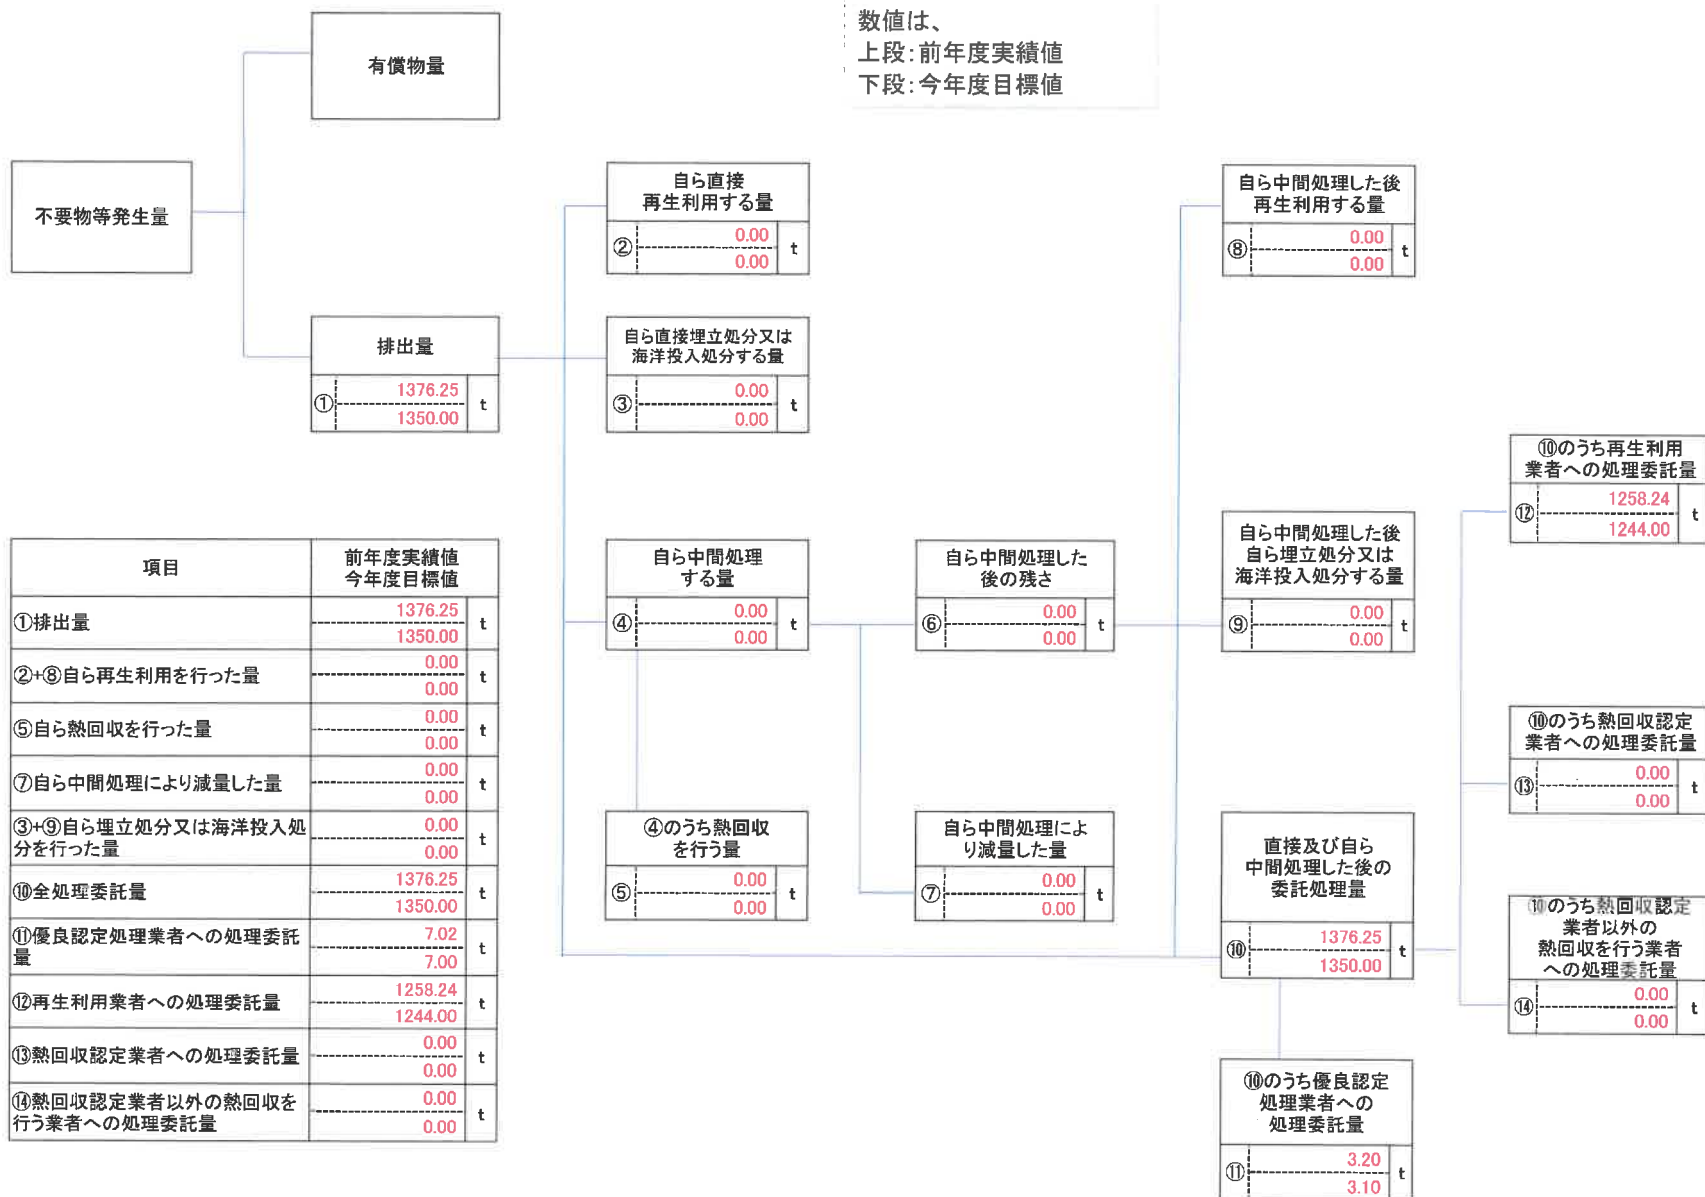 数値は、
上段:前年度実績値
下段:今年度目標値
有償物量
不要物等発生量
排出量
①
1376.25
1350.00
t
自ら直接
再生利用する量
②
0.00
0.00
t
自ら直接埋立処分又は
海洋投入処分する量
③
0.00
0.00
t
自ら中間処理
する量
④
0.00
0.00
t
④のうち熱回収
を行う量
⑤
0.00
0.00
t
自ら中間処理した
後の残さ
⑥
0.00
0.00
t
自ら中間処理によ
り減量した量
⑦
0.00
0.00
t
自ら中間処理した後
再生利用する量
⑧
0.00
0.00
t
自ら中間処理した後
自ら埋立処分又は
海洋投入処分する量
⑨
0.00
0.00
t
直接及び自ら
中間処理した後の
委託処理量
⑩
1376.25
1350.00
t
⑩のうち優良認定
処理業者への
処理委託量
⑪
3.20
3.10
t
⑩のうち再生利用
業者への処理委託量
⑫
1258.24
1244.00
t
⑩のうち熱回収認定
業者への処理委託量
⑬
0.00
0.00
t
⑩のうち熱回収認定
業者以外の
熱回収を行う業者
への処理委託量
⑭
0.00
0.00
t
項目
前年度実績値
今年度目標値
①排出量
1376.25
1350.00
t
②+⑧自ら再生利用を行った量
0.00
0.00
t
⑤自ら熱回収を行った量
0.00
0.00
t
⑦自ら中間処理により減量した量
0.00
0.00
t
③+⑨自ら埋立処分又は海洋投入処
分を行った量
0.00
0.00
t
⑩全処理委託量
1376.25
1350.00
t
⑪優良認定処理業者への処理委託
量
7.02
7.00
t
⑫再生利用業者への処理委託量
1258.24
1244.00
t
⑬熱回収認定業者への処理委託量
0.00
0.00
t
⑭熱回収認定業者以外の熱回収を
行う業者への処理委託量
0.00
0.00
t